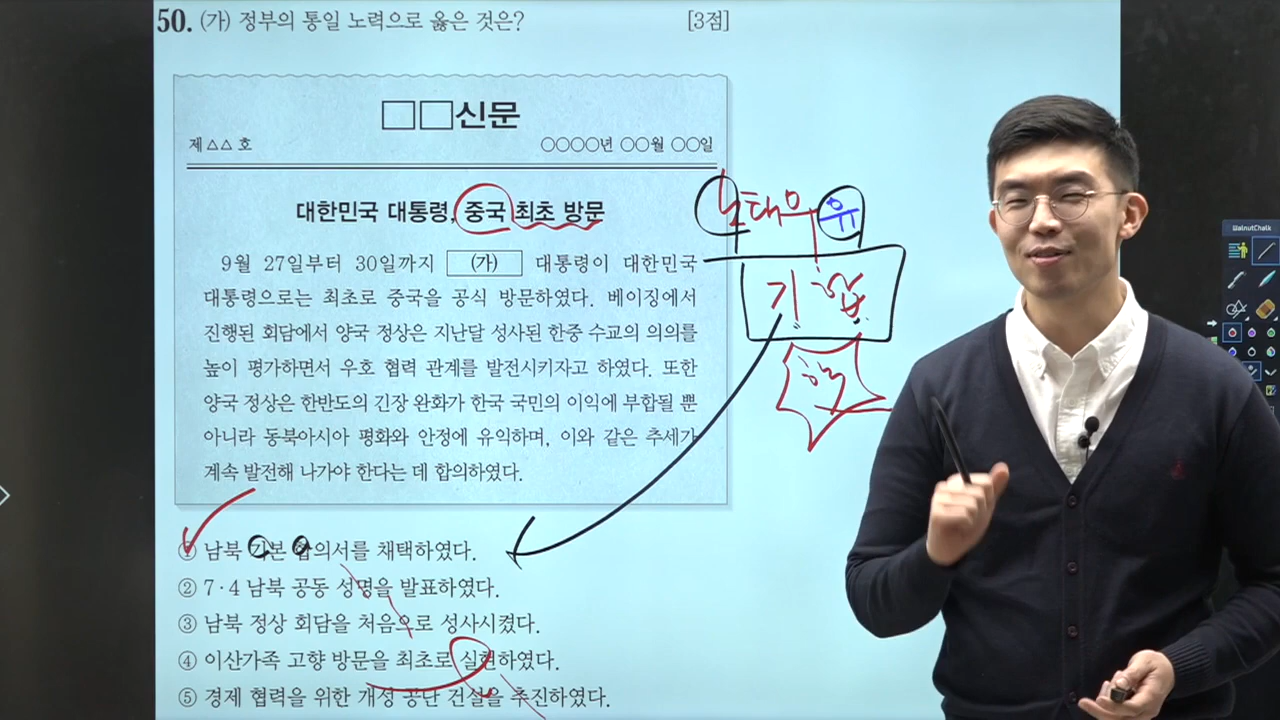 50. (가) 정부의 통일 노력으로 옳은 것은? [3점]
□□신문
제 △△ 호 ○○○○년 ○○월 ○○일
대한민국 대통령, 중국 최초 방문
9월 27일부터 30일까지 (가) 대통령이 대한민국
대통령으로는 최초로 중국을 공식 방문하였다. 베이징에서
진행된 회담에서 양국 정상은 지난달 성사된 한중 수교의 의의를
높이 평가하면서 우호 협력 관계를 발전시키자고 하였다. 또한
양국 정상은 한반도의 긴장 완화가 한국 국민의 이익에 부합될 뿐
아니라 동북아시아 평화와 안정에 유익하며, 이와 같은 추세가
계속 발전해 나가야 한다는 데 합의하였다.
노태우 유
기 합
① 남북 기본 합의서를 채택하였다.
② 7·4 남북 공동 성명을 발표하였다.
③ 남북 정상 회담을 처음으로 성사시켰다.
④ 이산가족 고향 방문을 최초로 실현하였다.
⑤ 경제 협력을 위한 개성 공단 건설을 추진하였다.
WalnutChalk